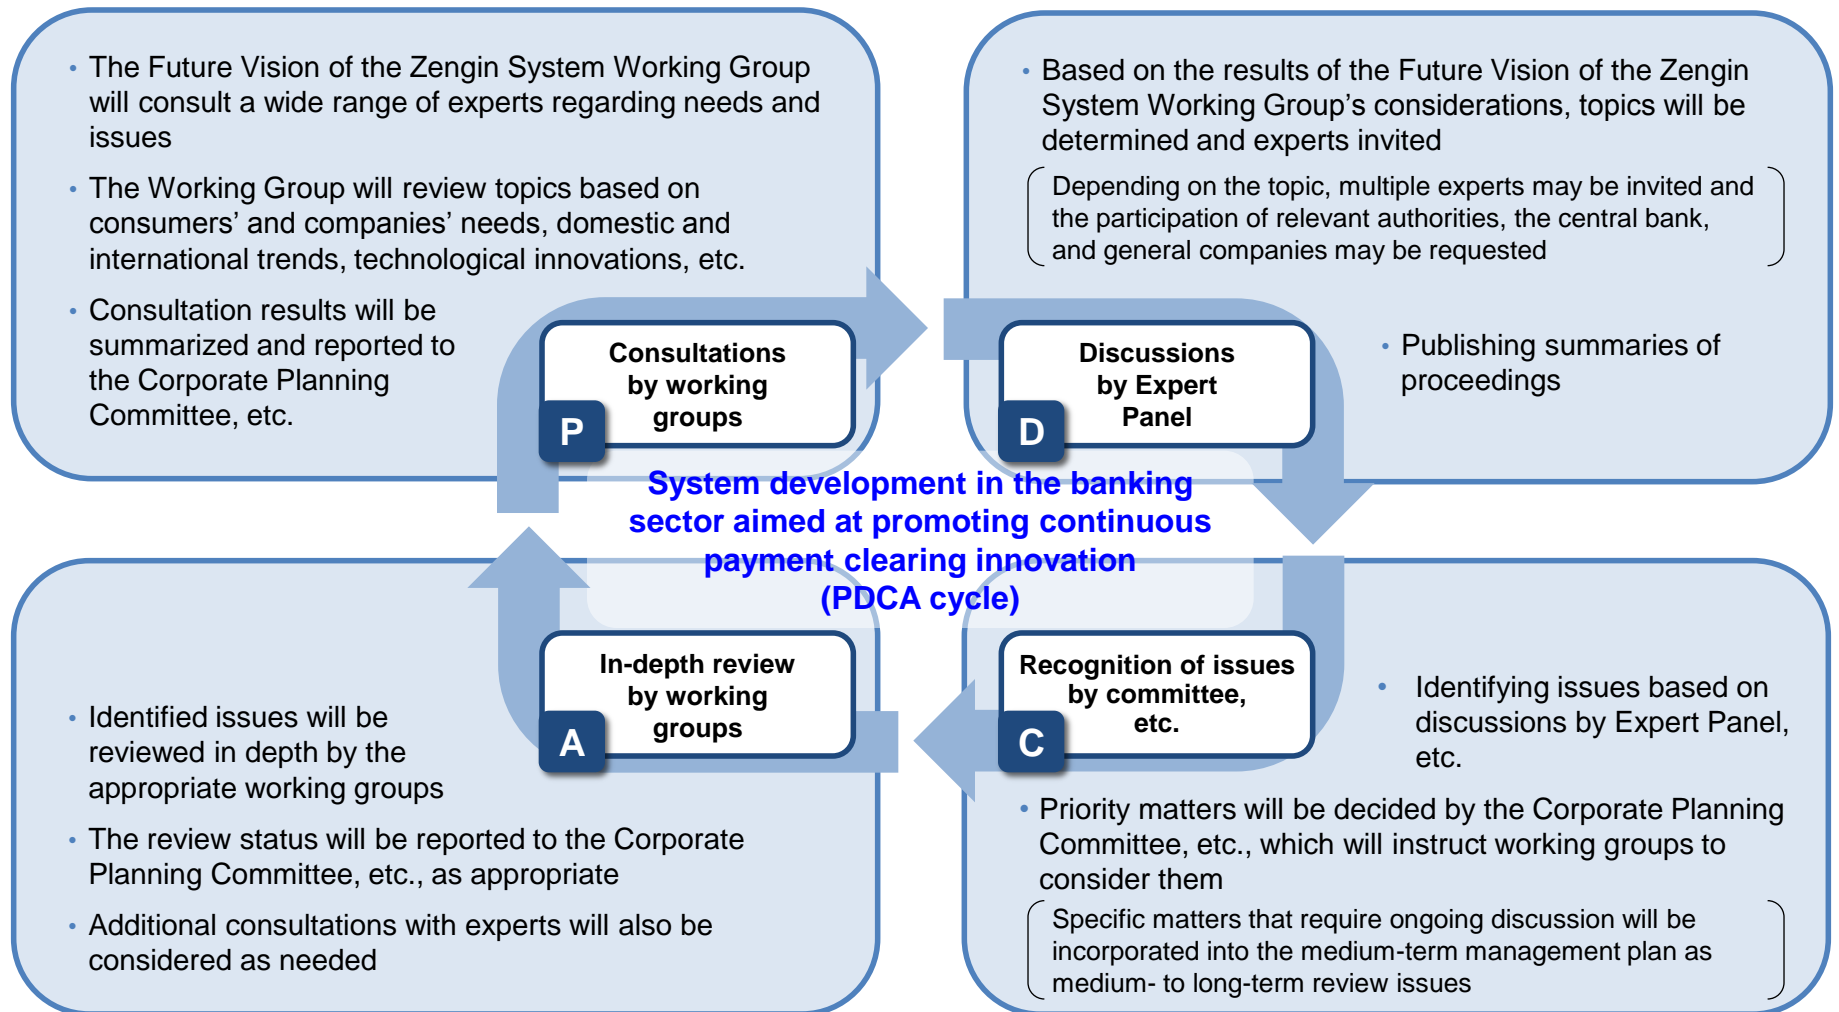 • The Future Vision of the Zengin System Working Group
will consult a wide range of experts regarding needs and
issues
• The Working Group will review topics based on
consumers’ and companies’ needs, domestic and
international trends, technological innovations, etc.
• Consultation results will be
summarized and reported to
the Corporate Planning
Committee, etc.
Consultations
by working
groups
P
• Based on the results of the Future Vision of the Zengin
System Working Group’s considerations, topics will be
determined and experts invited
Depending on the topic, multiple experts may be invited and
the participation of relevant authorities, the central bank,
and general companies may be requested
Discussions
by Expert
Panel
D
• Publishing summaries of
proceedings
System development in the banking
sector aimed at promoting continuous
payment clearing innovation
(PDCA cycle)
In-depth review
by working
groups
A
• Identified issues will be
reviewed in depth by the
appropriate working groups
• The review status will be reported to the Corporate
Planning Committee, etc., as appropriate
• Additional consultations with experts will also be
considered as needed
Recognition of issues
by committee,
etc.
C
• Identifying issues based on
discussions by Expert Panel,
etc.
• Priority matters will be decided by the Corporate Planning
Committee, etc., which will instruct working groups to
consider them
Specific matters that require ongoing discussion will be
incorporated into the medium-term management plan as
medium- to long-term review issues